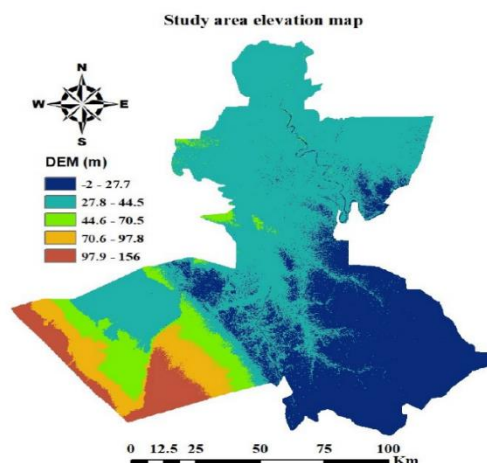 Study area elevation map
N
W E
S
DEM (m)
-2 - 27.7
27.8 - 44.5
44.6 - 70.5
70.6 - 97.8
97.9 - 156
0 12.5 25 50 75 100
Km